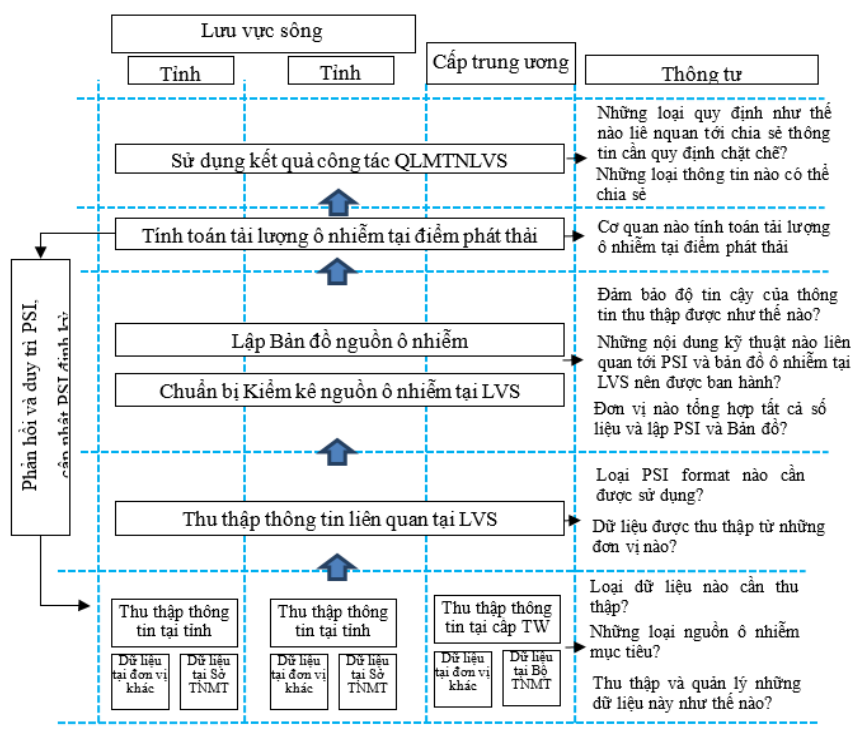 Lưu vực sông
Tỉnh
Tỉnh
Cấp trung ương
Thông tư
Sử dụng kết quả công tác QLMTNLVS
Những loại quy định như thế
nào liê nquan tới chia sẻ thông
tin cần quy định chặt chẽ?
Những loại thông tin nào có thể
chia sẻ
Tính toán tải lượng ô nhiễm tại điểm phát thải
Cơ quan nào tính toán tải lượng
ô nhiễm tại điểm phát thải
Phản hồi và duy trì PSI,
cập nhật PSI định kỳ
Lập Bản đồ nguồn ô nhiễm
Chuẩn bị Kiểm kê nguồn ô nhiễm tại LVS
Đảm bảo độ tin cậy của thông
tin thu thập được như thế nào?
Những nội dung kỹ thuật nào liên
quan tới PSI và bản đồ ô nhiễm tại
LVS nên được ban hành?
Đơn vị nào tổng hợp tất cả số
liệu và lập PSI và Bản đồ?
Thu thập thông tin liên quan tại LVS
Loại PSI format nào cần
được sử dụng?
Dữ liệu được thu thập từ những
đơn vị nào?
Thu thập thông
tin tại tỉnh
Thu thập thông
tin tại tỉnh
Thu thập thông
tin tại câp TW
Dữ liệu
tại đơn vị
khác
Dữ liệu
tại Sở
TNMT
Dữ liệu
tại đơn vị
khác
Dữ liệu
tại Sở
TNMT
Dữ liệu
tại đơn vị
khác
Dữ liệu
tại Bộ
TNMT
Loại dữ liệu nào cần thu
thập?
Những loại nguồn ô nhiễm
mục tiêu?
Thu thập và quản lý những
dữ liệu này như thế nào?